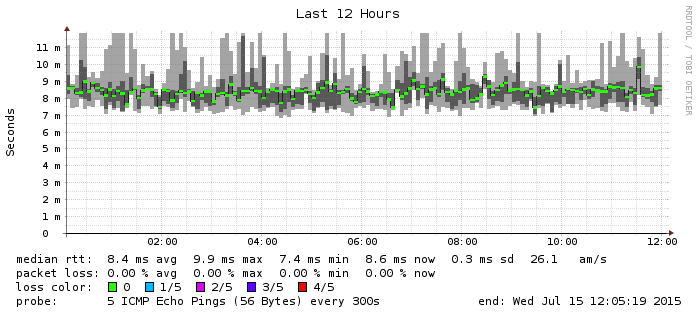 Last 12 Hours
RRDTOOL / TOBI OETIKER
Seconds
11 m
10 m
9 m
8 m
7 m
6 m
5 m
4 m
3 m
2 m
1 m
0
02:00 04:00 06:00 08:00 10:00 12:00
median rtt: 8.4 ms avg 9.9 ms max 7.4 ms min 8.6 ms now 0.3 ms sd 26.1 am/s
packet loss: 0.00 % avg 0.00 % max 0.00 % min 0.00 % now
loss color: 0 1/5 2/5 3/5 4/5
probe: 5 ICMP Echo Pings (56 Bytes) every 300s end: Wed Jul 15 12:05:19 2015